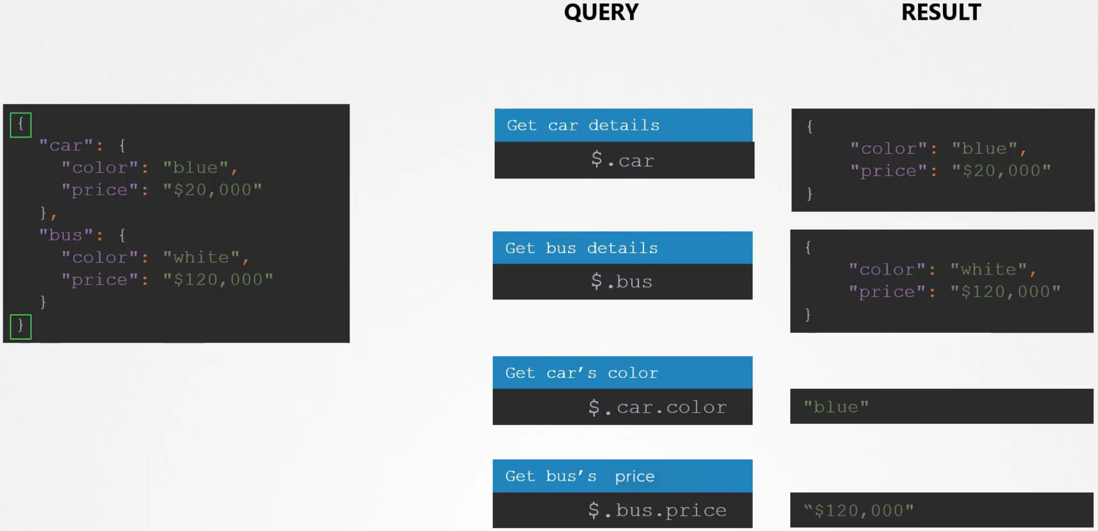 QUERY
RESULT
{
"car": {
"color": "blue",
"price": "$20,000"
},
"bus": {
"color": "white",
"price": "$120,000"
}
}
Get car details
$.car
{
"color": "blue",
"price": "$20,000"
}
Get bus details
$.bus
{
"color": "white",
"price": "$120,000"
}
Get car’s color
$.car.color
"blue"
Get bus’s price
$.bus.price
“$120,000"